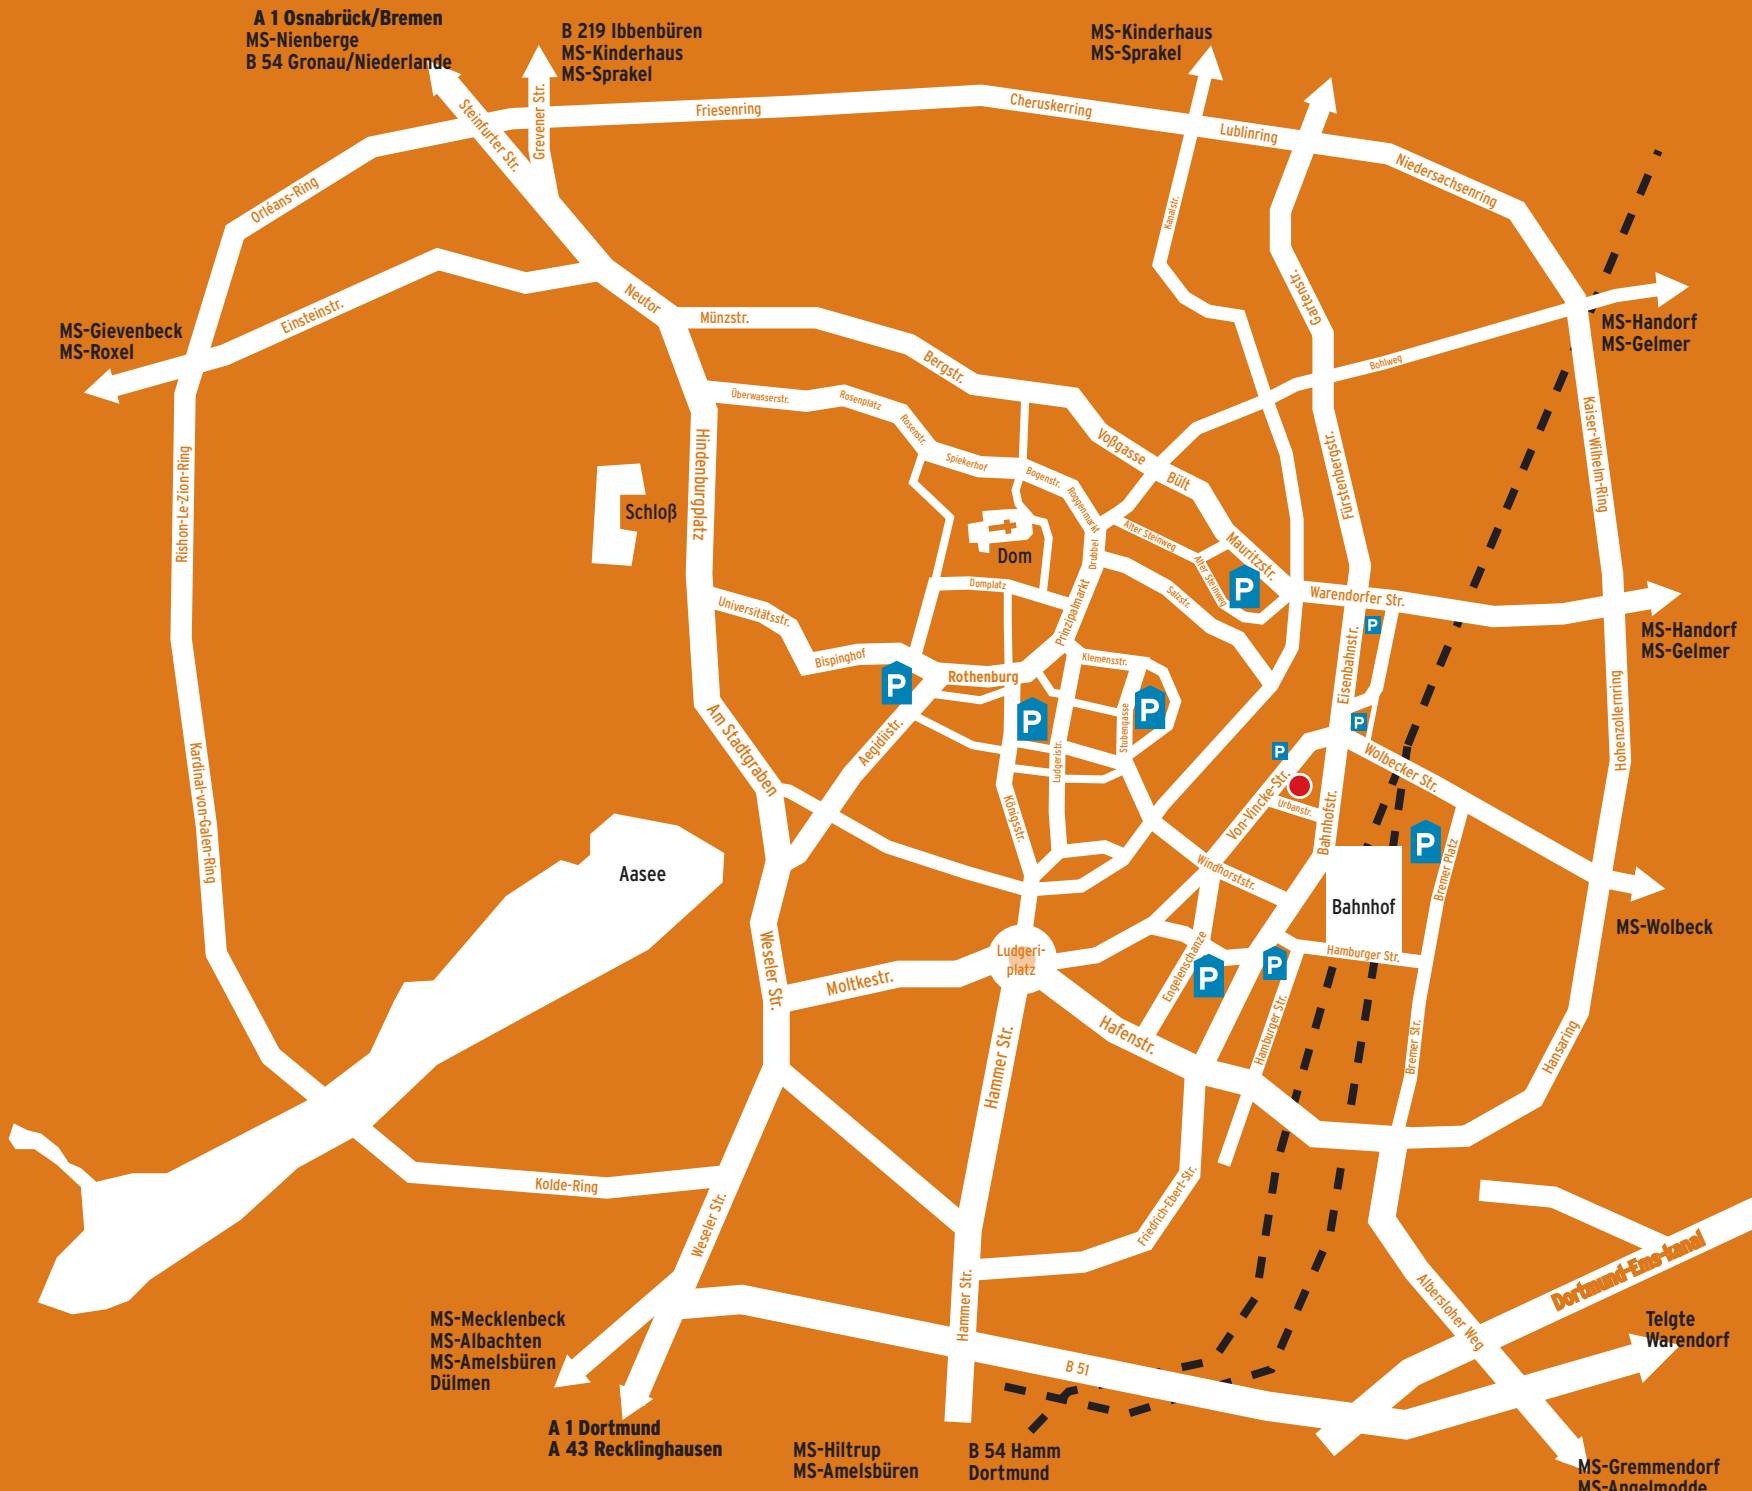 A 1 Osnabrück/Bremen
MS-Nienberge
B 54 Gronau/Niederlande
B 219 Ibbenbüren
MS-Kinderhaus
MS-Sprakel
MS-Kinderhaus
MS-Sprakel
Steinfurter Str.
Grevener Str.
Friesenring
Cheruskerring
Lublinring
Niedersachsenring
Orléans-Ring
Kanalstr.
Einsteinstr.
Neutor
Münzstr.
Gartenstr.
MS-Gievenbeck
MS-Roxel
MS-Handorf
MS-Gelmer
Bergstr.
Bohlweg
Überwasserstr.
Rosenplatz
Rosenstr.
Kaiser-Wilhelm-Ring
Hindenburgplatz
Spiekerhof
Bogenstr.
Roggenmarkt
Voßgasse
Bült
Fürstenbergstr.
Rishon-Le-Zion-Ring
Schloß
Dom
Drubbel
Alter Steinweg
Alter Steinweg
Mauritzstr.
P
Domplatz
Prinzipalmarkt
Salzstr.
Warendorfer Str.
P
Universitätsstr.
MS-Handorf
MS-Gelmer
Bispinghof
P
Rothenburg
Klemensstr.
Eisenbahnstr.
Hohenzollernring
P
P
P
P
Am Stadtgraben
Aegidiistr.
Ludgeristr.
Stubengasse
Wolbecker Str.
Kardinal-von-Galen-Ring
Königsstr.
Von-Vincke-Str.
Urbanstr.
Bahnhofstr.
P
Aasee
Windhorststr.
Bremer Platz
Bahnhof
MS-Wolbeck
Weseler Str.
Moltkestr.
Ludgeri-
platz
Engelenschanze
P
P
Hamburger Str.
Hafenstr.
Hamburger Str.
Bremer Str.
Hansaring
Hammer Str.
Kolde-Ring
Weseler Str.
Friedrich-Ebert-Str.
Hammer Str.
Albersloher Weg
Dortmund-Ems-kanal
Telgte
Warendorf
MS-Mecklenbeck
MS-Albachten
MS-Amelsbüren
Dülmen
B 51
A 1 Dortmund
A 43 Recklinghausen
MS-Hiltrup
MS-Amelsbüren
B 54 Hamm
Dortmund
MS-Gremmendorf
MS-Angelmodde